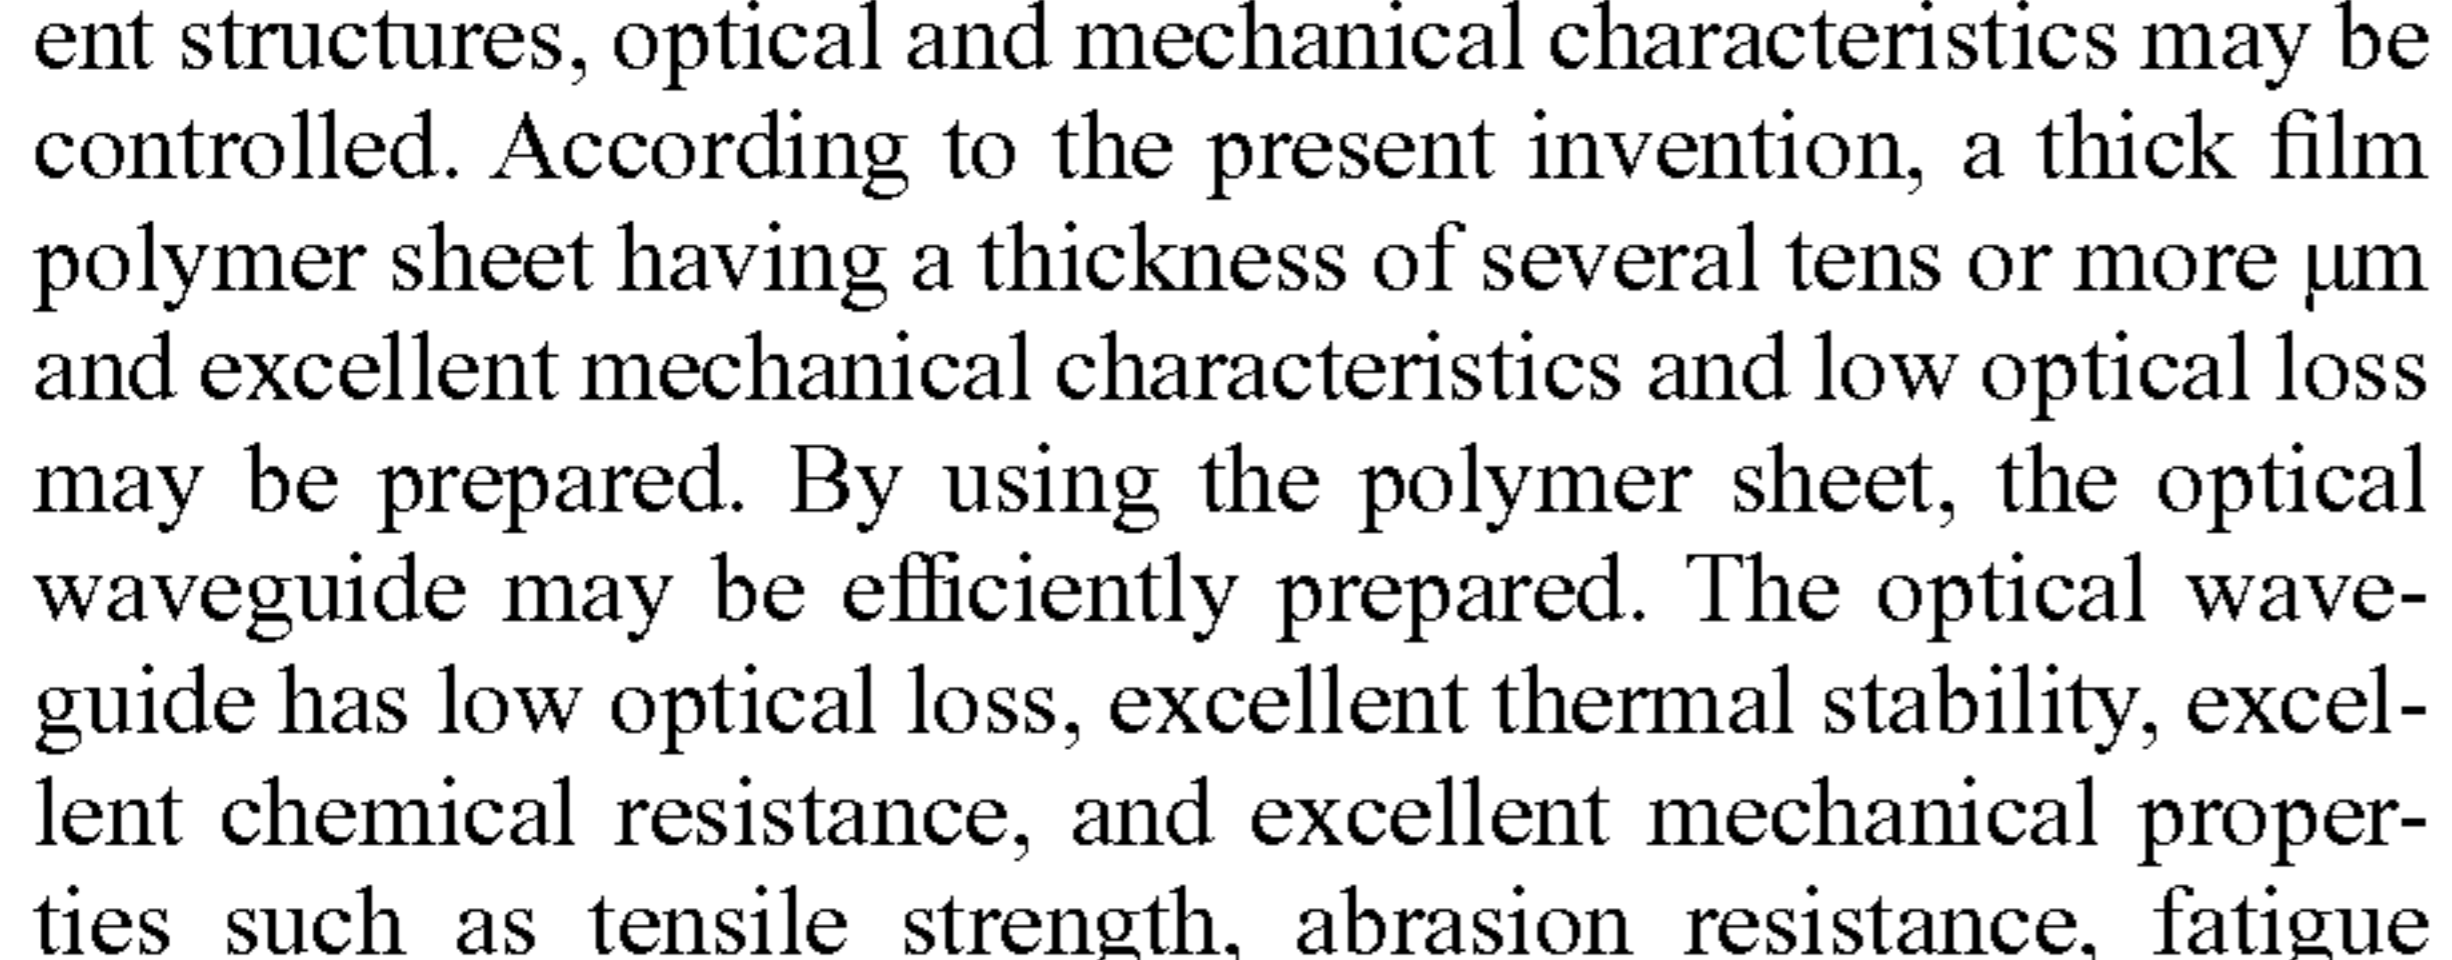 ent structures, optical and mechanical characteristics may be
controlled. According to the present invention, a thick film
polymer sheet having a thickness of several tens or more μm
and excellent mechanical characteristics and low optical loss
may be prepared. By using the polymer sheet, the optical
waveguide may be efficiently prepared. The optical wave-
guide has low optical loss, excellent thermal stability, excel-
lent chemical resistance, and excellent mechanical proper-
ties such as tensile strength, abrasion resistance, fatigue